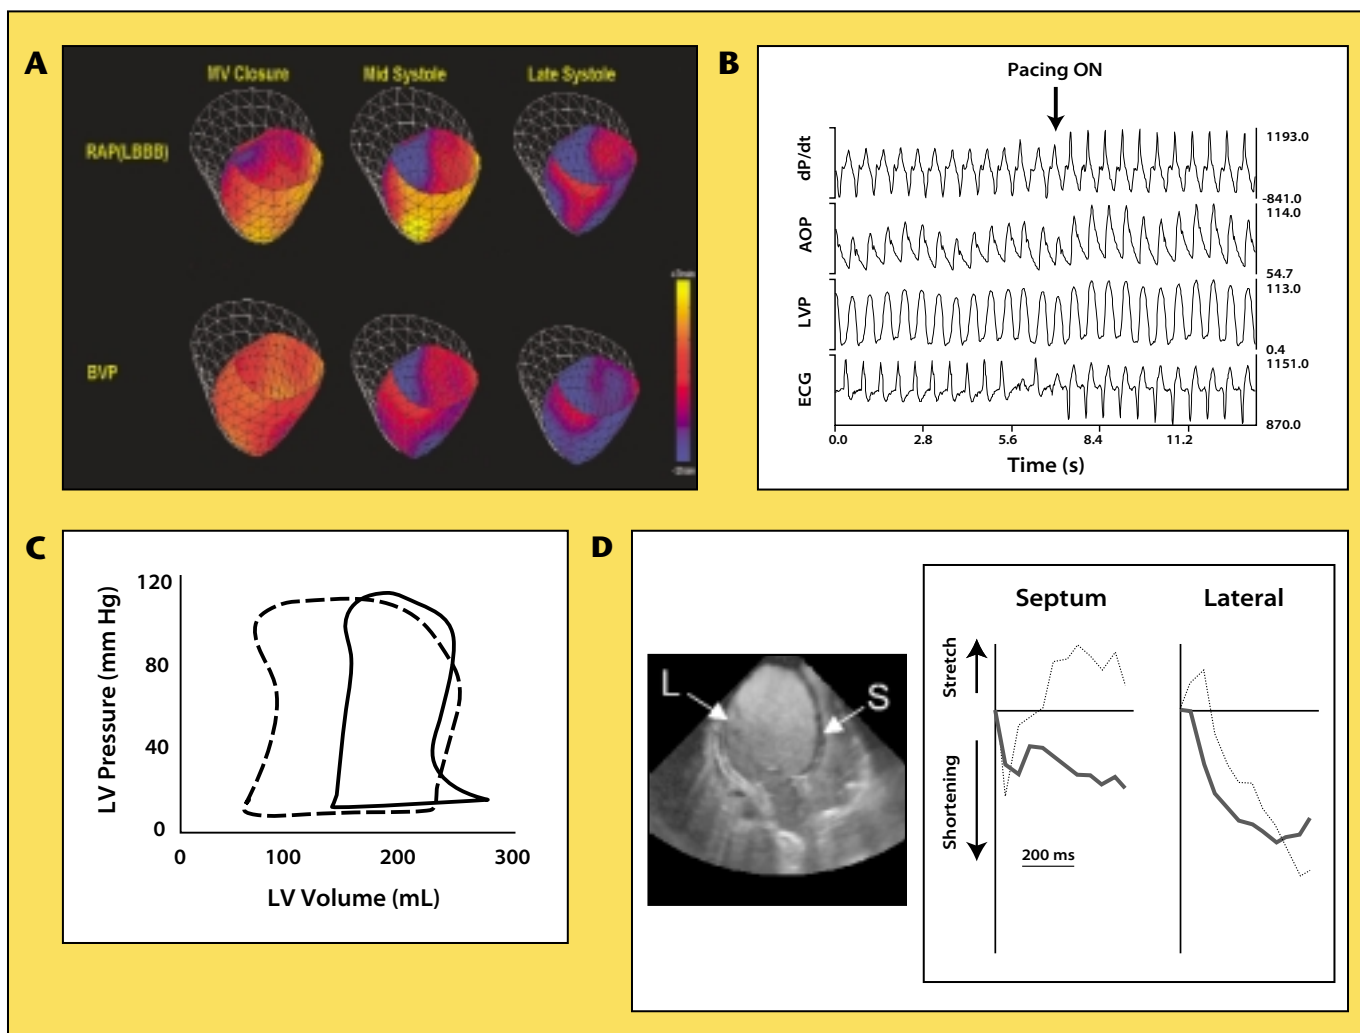 A
MV Closure Mid Systole Late Systole
RAP(LBBB)
BVP
B
Pacing ON
dP/dt
1193.0
-841.0
AOP
114.0
54.7
LVP
113.0
0.4
ECG
1151.0
870.0
0.0 2.8 5.6 8.4 11.2
Time (s)
C
LV Pressure (mm Hg)
120
80
40
0
0 100 200 300
LV Volume (mL)
D
L S
Septum Lateral
Stretch
Shortening
200 ms